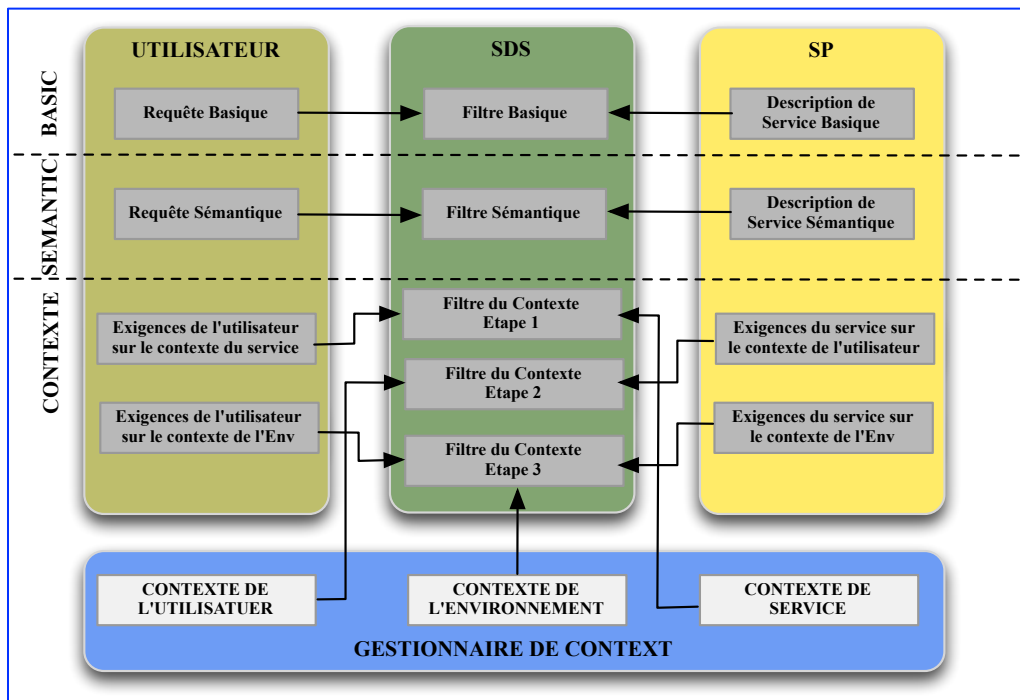 UTILISATEUR
SDS
SP
BASIC
Requête Basique
Filtre Basique
Description de
Service Basique
SEMANTIC
Requête Sémantique
Filtre Sémantique
Description de
Service Sémantique
CONTEXTE
Exigences de l'utilisateur
sur le contexte du service
Filtre du Contexte
Etape 1
Exigences du service sur
le contexte de l'utilisateur
Filtre du Contexte
Etape 2
Exigences de l'utilisateur
sur le contexte de l'Env
Filtre du Contexte
Etape 3
Exigences du service sur
le contexte de l'Env
CONTEXTE DE
L'UTILISATUER
CONTEXTE DE
L'ENVIRONNEMENT
CONTEXTE DE
SERVICE
GESTIONNAIRE DE CONTEXT